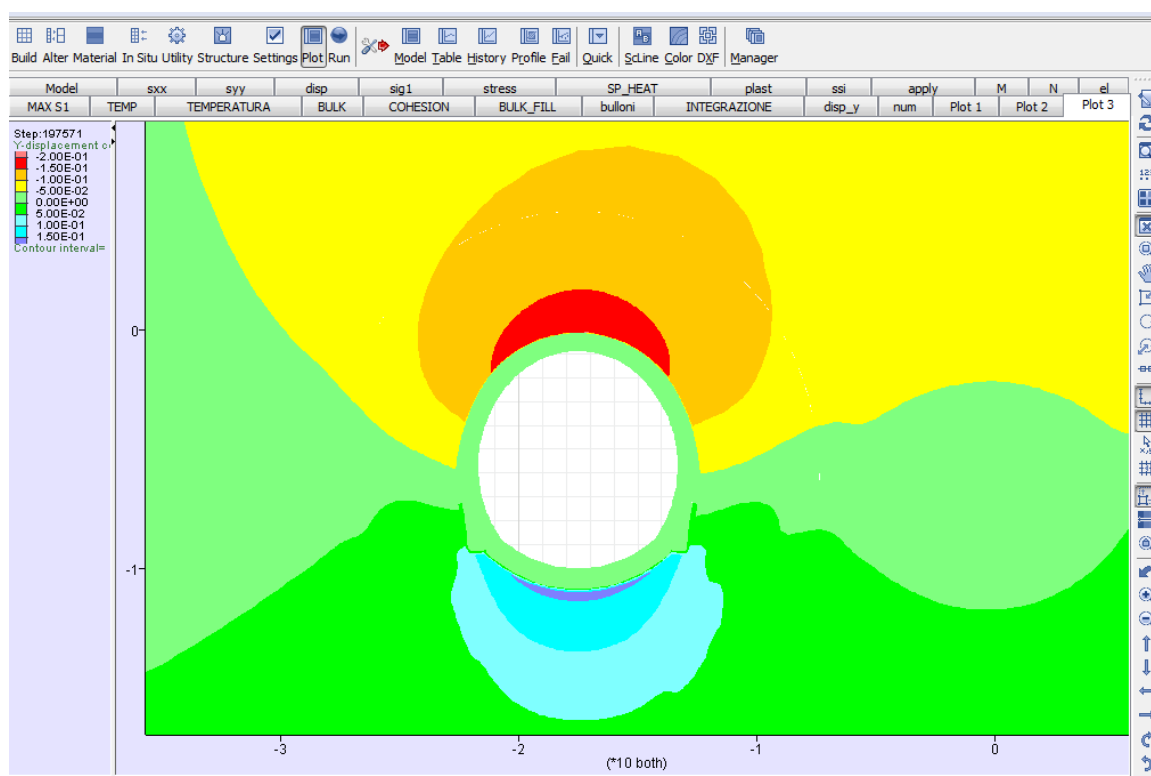 Build Alter Material In Situ Utility Structure Settings Plot Run Model Table History Profile Fail Quick ScLine Color DXF Manager
Model sxx syy disp sig1 stress SP_HEAT plast ssi apply M N el
MAX S1 TEMP TEMPERATURA BULK COHESION BULK_FILL bulloni INTEGRAZIONE disp_y num Plot 1 Plot 2 Plot 3
Step:197571
Y-displacement c
-2.00E-01
-1.50E-01
-1.00E-01
-5.00E-02
0.00E+00
5.00E-02
1.00E-01
1.50E-01
Contour interval=
0
-1
-3 -2 -1 0
(*10 both)